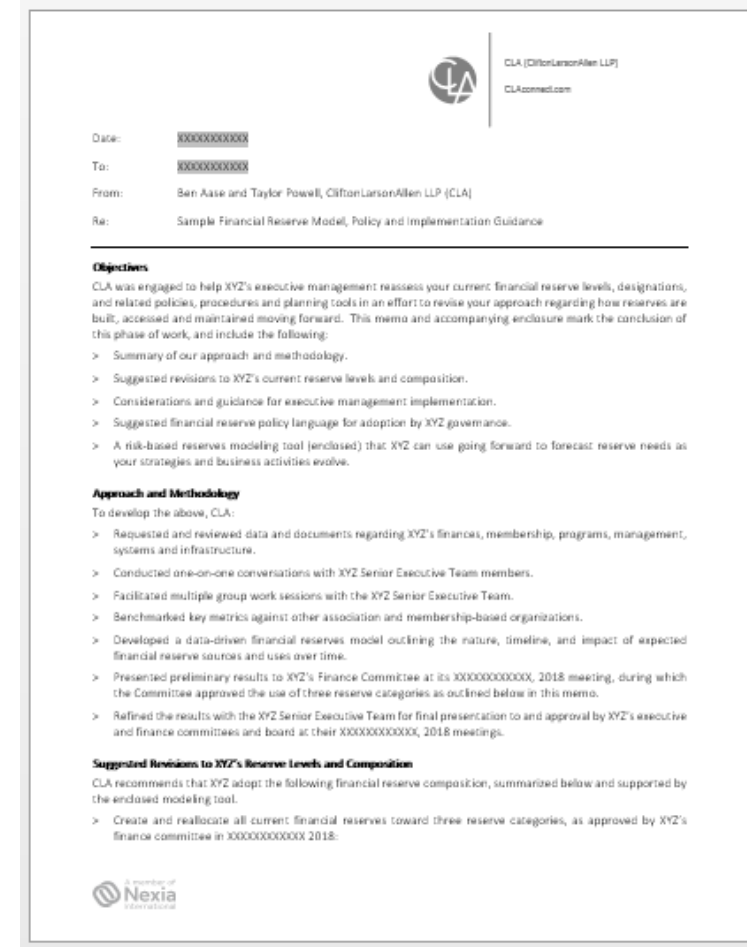 CLA (CliftonLarsonAllen LLP)
CLAconnect.com
CLA
Date: XXXXXXXXXXX
To: XXXXXXXXXXX
From: Ben Aase and Taylor Powell, CliftonLarsonAllen LLP (CLA)
Re: Sample Financial Reserve Model, Policy and Implementation Guidance
Objectives
CLA was engaged to help XYZ's executive management reassess your current financial reserve levels, designations,
and related policies, procedures and planning tools in an effort to revise your approach regarding how reserves are
built, accessed and maintained moving forward. This memo and accompanying enclosure mark the conclusion of
this phase of work, and include the following:
> Summary of our approach and methodology.
> Suggested revisions to XYZ's current reserve levels and composition.
> Considerations and guidance for executive management implementation.
> Suggested financial reserve policy language for adoption by XYZ governance.
> A risk-based reserves modeling tool (enclosed) that XYZ can use going forward to forecast reserve needs as
your strategies and business activities evolve.
Approach and Methodology
To develop the above, CLA:
> Requested and reviewed data and documents regarding XYZ's finances, membership, programs, management,
systems and infrastructure.
> Conducted one-on-one conversations with XYZ Senior Executive Team members.
> Facilitated multiple group work sessions with the XYZ Senior Executive Team.
> Benchmarked key metrics against other association and membership-based organizations.
> Developed a data-driven financial reserves model outlining the nature, timeline, and impact of expected
financial reserve sources and uses over time.
> Presented preliminary results to XYZ's Finance Committee at its XXXXXXXXXXXX, 2018 meeting, during which
the Committee approved the use of three reserve categories as outlined below in this memo.
> Refined the results with the XYZ Senior Executive Team for final presentation to and approval by XYZ's executive
and finance committees and board at their XXXXXXXXXXXX, 2018 meetings.
Suggested Revisions to XYZ's Reserve Levels and Composition
CLA recommends that XYZ adopt the following financial reserve composition, summarized below and supported by
the enclosed modeling tool.
> Create and reallocate all current financial reserves toward three reserve categories, as approved by XYZ's
finance committee in XXXXXXXXXXXX 2018:
A member of
Nexia
International